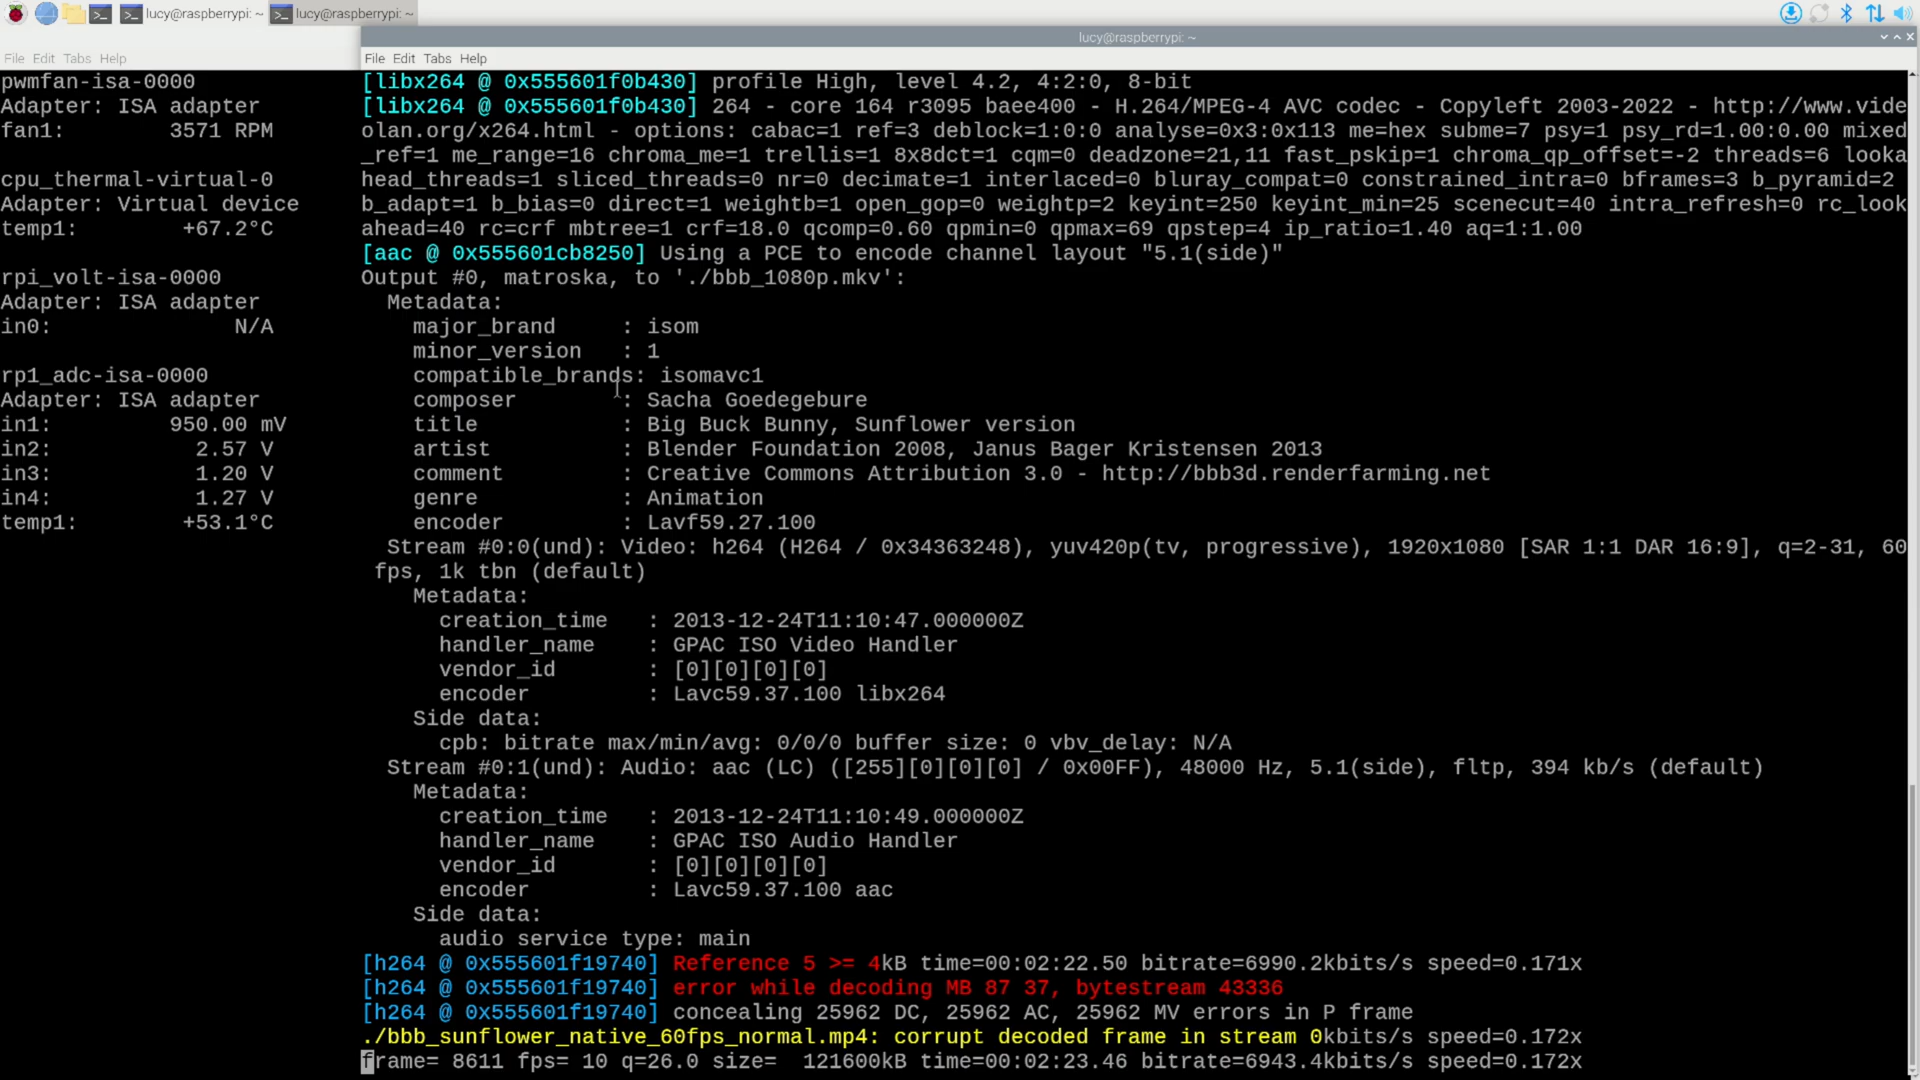 lucy@raspberrypi: ~
lucy@raspberrypi: ~
lucy@raspberrypi: ~
File Edit Tabs Help
pwmfan-isa-0000
Adapter: ISA adapter
fan1: 3571 RPM
cpu_thermal-virtual-0
Adapter: Virtual device
temp1: +67.2°C
rpi_volt-isa-0000
Adapter: ISA adapter
in0: N/A
rp1_adc-isa-0000
Adapter: ISA adapter
in1: 950.00 mV
in2: 2.57 V
in3: 1.20 V
in4: 1.27 V
temp1: +53.1°C
File Edit Tabs Help
[libx264 @ 0x555601f0b430] profile High, level 4.2, 4:2:0, 8-bit
[libx264 @ 0x555601f0b430] 264 - core 164 r3095 baee400 - H.264/MPEG-4 AVC codec - Copyleft 2003-2022 - http://www.vide
olan.org/x264.html - options: cabac=1 ref=3 deblock=1:0:0 analyse=0x3:0x113 me=hex subme=7 psy=1 psy_rd=1.00:0.00 mixed
_ref=1 me_range=16 chroma_me=1 trellis=1 8x8dct=1 cqm=0 deadzone=21,11 fast_pskip=1 chroma_qp_offset=-2 threads=6 looka
head_threads=1 sliced_threads=0 nr=0 decimate=1 interlaced=0 bluray_compat=0 constrained_intra=0 bframes=3 b_pyramid=2
b_adapt=1 b_bias=0 direct=1 weightb=1 open_gop=0 weightp=2 keyint=250 keyint_min=25 scenecut=40 intra_refresh=0 rc_look
ahead=40 rc=crf mbtree=1 crf=18.0 qcomp=0.60 qpmin=0 qpmax=69 qpstep=4 ip_ratio=1.40 aq=1:1.00
[aac @ 0x555601cb8250] Using a PCE to encode channel layout "5.1(side)"
Output #0, matroska, to './bbb_1080p.mkv':
Metadata:
major_brand : isom
minor_version : 1
compatible_brands: isomavc1
composer : Sacha Goedegebure
title : Big Buck Bunny, Sunflower version
artist : Blender Foundation 2008, Janus Bager Kristensen 2013
comment : Creative Commons Attribution 3.0 - http://bbb3d.renderfarming.net
genre : Animation
encoder : Lavf59.27.100
Stream #0:0(und): Video: h264 (H264 / 0x34363248), yuv420p(tv, progressive), 1920x1080 [SAR 1:1 DAR 16:9], q=2-31, 60
fps, 1k tbn (default)
Metadata:
creation_time : 2013-12-24T11:10:47.000000Z
handler_name : GPAC ISO Video Handler
vendor_id : [0][0][0][0]
encoder : Lavc59.37.100 libx264
Side data:
cpb: bitrate max/min/avg: 0/0/0 buffer size: 0 vbv_delay: N/A
Stream #0:1(und): Audio: aac (LC) ([255][0][0][0] / 0x00FF), 48000 Hz, 5.1(side), fltp, 394 kb/s (default)
Metadata:
creation_time : 2013-12-24T11:10:49.000000Z
handler_name : GPAC ISO Audio Handler
vendor_id : [0][0][0][0]
encoder : Lavc59.37.100 aac
Side data:
audio service type: main
[h264 @ 0x555601f19740] Reference 5 >= 4kB time=00:02:22.50 bitrate=6990.2kbits/s speed=0.171x
[h264 @ 0x555601f19740] error while decoding MB 87 37, bytestream 43336
[h264 @ 0x555601f19740] concealing 25962 DC, 25962 AC, 25962 MV errors in P frame
./bbb_sunflower_native_60fps_normal.mp4: corrupt decoded frame in stream 0kbits/s speed=0.172x
frame= 8611 fps= 10 q=26.0 size= 121600kB time=00:02:23.46 bitrate=6943.4kbits/s speed=0.172x